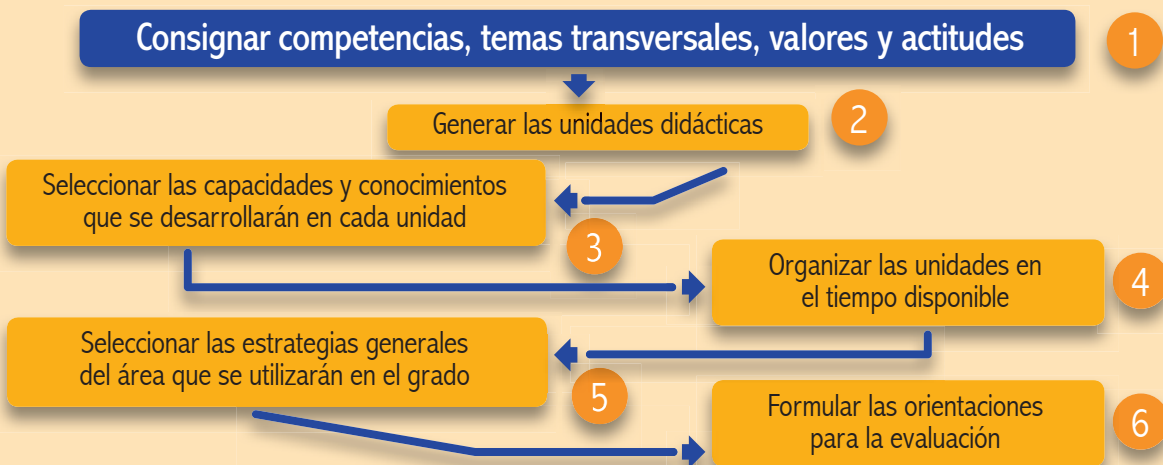 Consignar competencias, temas transversales, valores y actitudes
1
Generar las unidades didácticas
2
Seleccionar las capacidades y conocimientos
que se desarrollarán en cada unidad
3
Organizar las unidades en
el tiempo disponible
4
Seleccionar las estrategias generales
del área que se utilizarán en el grado
5
Formular las orientaciones
para la evaluación
6